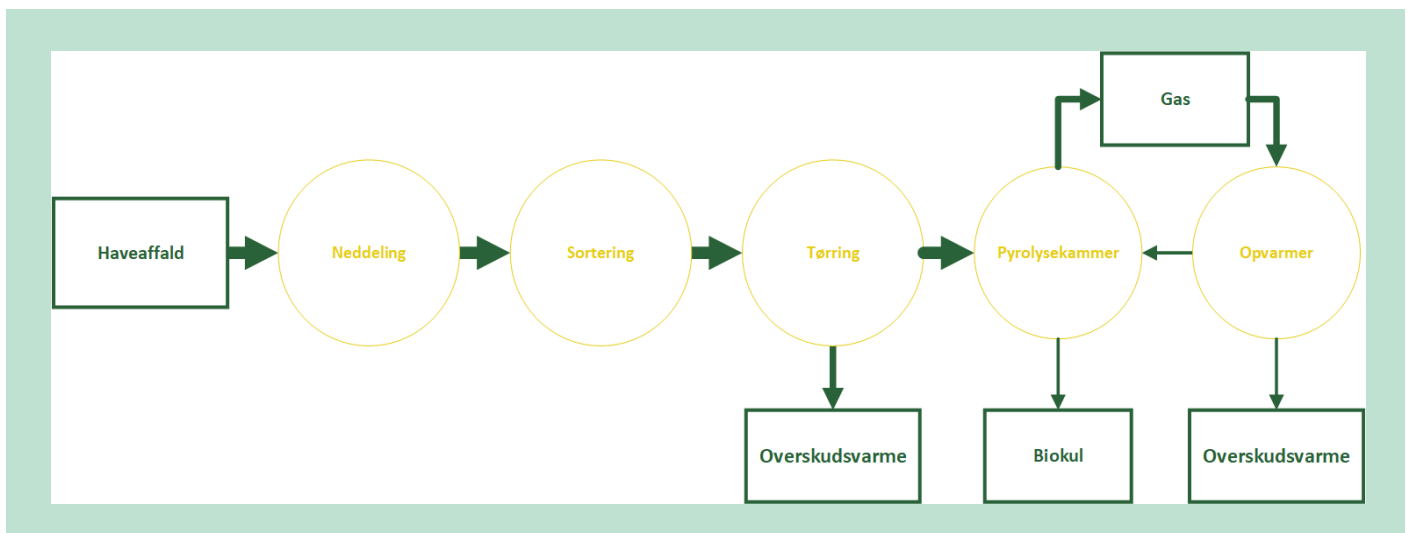 Gas
Haveaffald
Neddeling
Sortering
Tørring
Pyrolysekammer
Opvarmer
Overskudsvarme
Biokul
Overskudsvarme